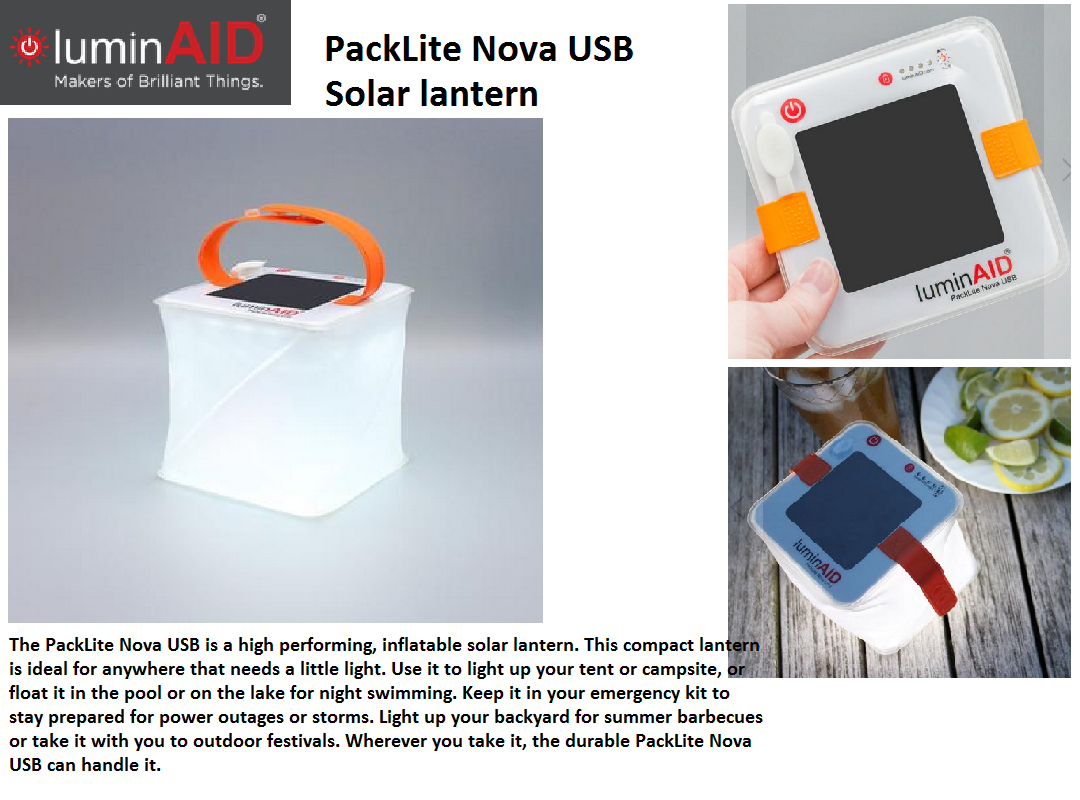 luminAID®
Makers of Brilliant Things.
PackLite Nova USB
Solar lantern
luminAID.com
luminAID®
PackLite Nova USB
luminAID
luminAID
The PackLite Nova USB is a high performing, inflatable solar lantern. This compact lantern
is ideal for anywhere that needs a little light. Use it to light up your tent or campsite, or
float it in the pool or on the lake for night swimming. Keep it in your emergency kit to
stay prepared for power outages or storms. Light up your backyard for summer barbecues
or take it with you to outdoor festivals. Wherever you take it, the durable PackLite Nova
USB can handle it.